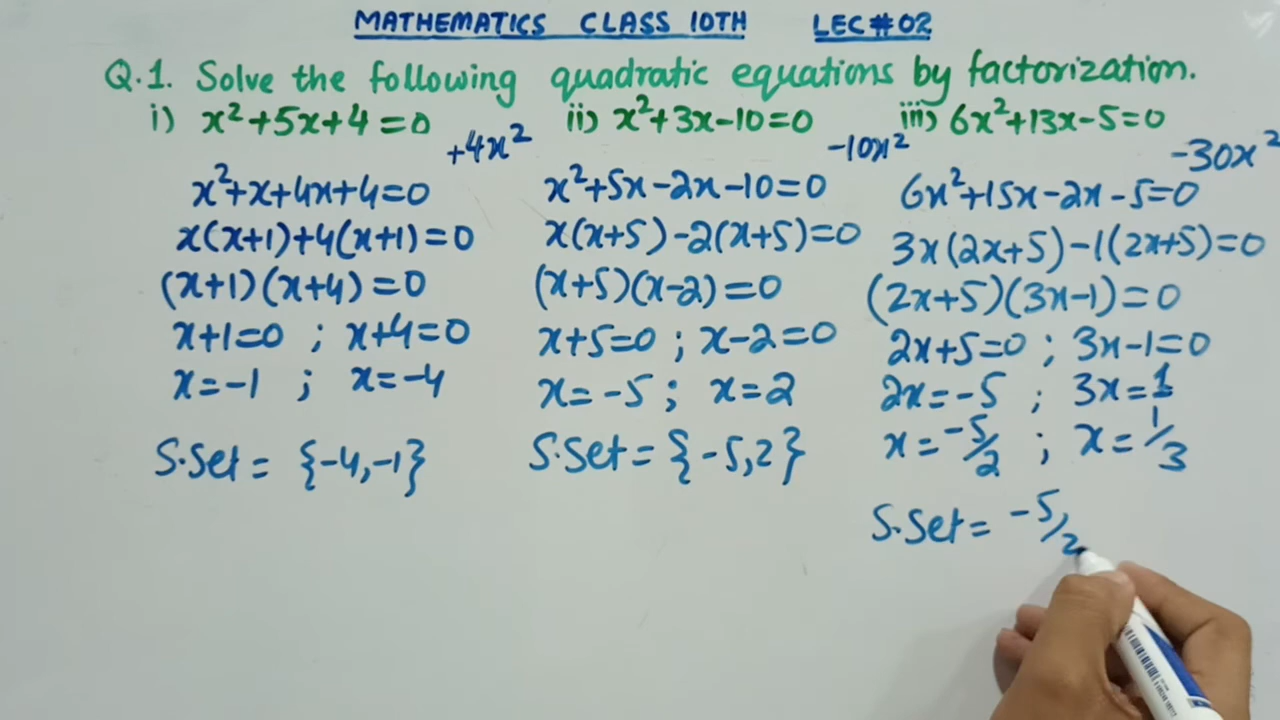 MATHEMATICS CLASS 10TH LEC#02
Q.1. Solve the following quadratic equations by factorization.
i) x²+5x+4=0
+4x²
x²+x+4x+4=0
x(x+1)+4(x+1)=0
(x+1)(x+4)=0
x+1=0 ; x+4=0
x=-1 ; x=-4
S.Set= {-4,-1}
ii) x²+3x-10=0
-10x²
x²+5x-2x-10=0
x(x+5)-2(x+5)=0
(x+5)(x-2)=0
x+5=0 ; x-2=0
x=-5 ; x=2
S.Set= {-5,2}
iii) 6x²+13x-5=0
-30x²
6x²+15x-2x-5=0
3x(2x+5)-1(2x+5)=0
(2x+5)(3x-1)=0
2x+5=0 ; 3x-1=0
2x=-5 ; 3x=1
x=-5/2 ; x=1/3
S.Set= -5/2